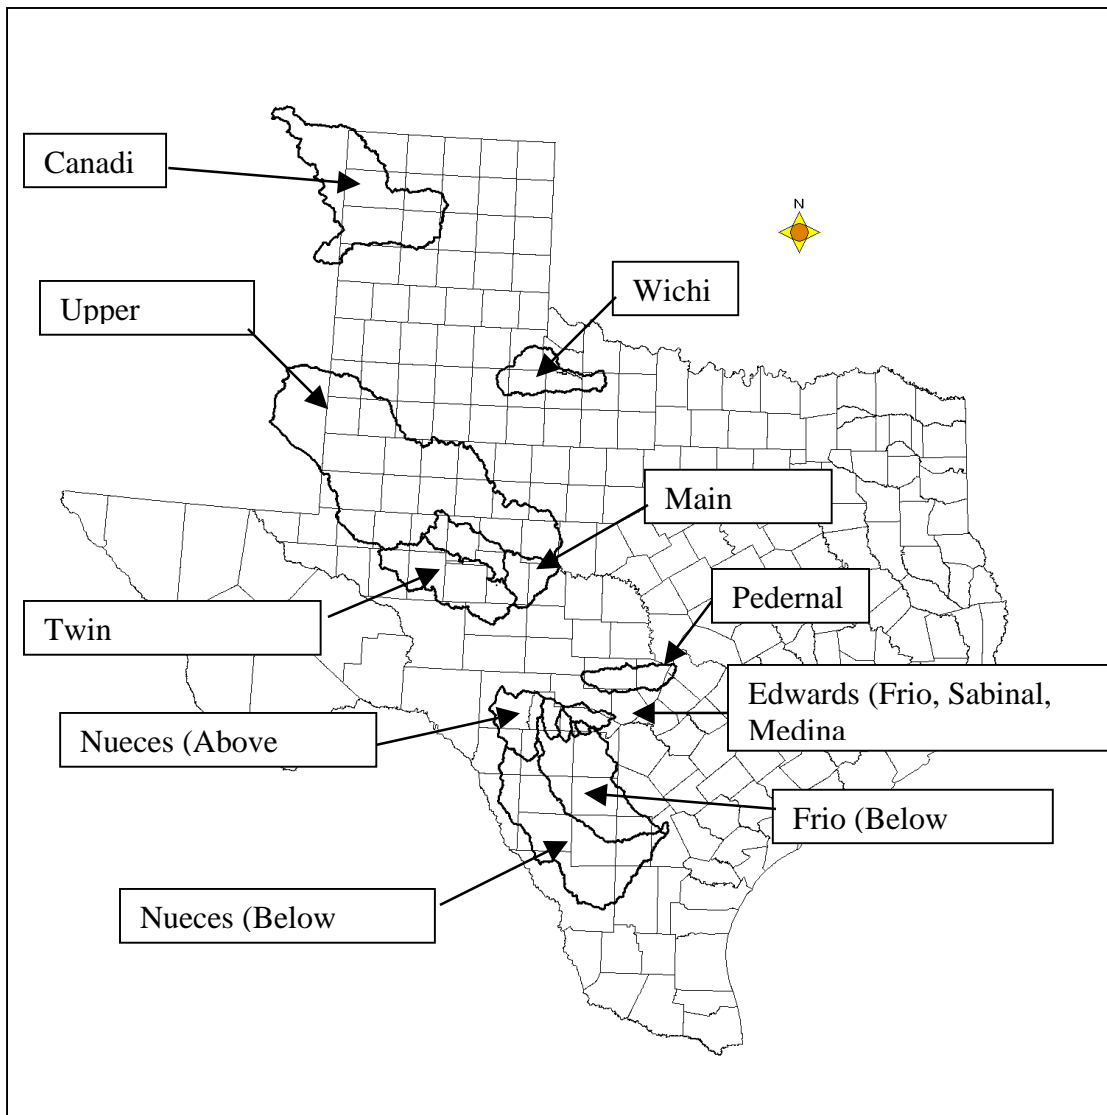 N
Canadi
Wichi
Upper
Main
Pedernal
Twin
Edwards (Frio, Sabinal,
Medina
Nueces (Above
Frio (Below
Nueces (Below